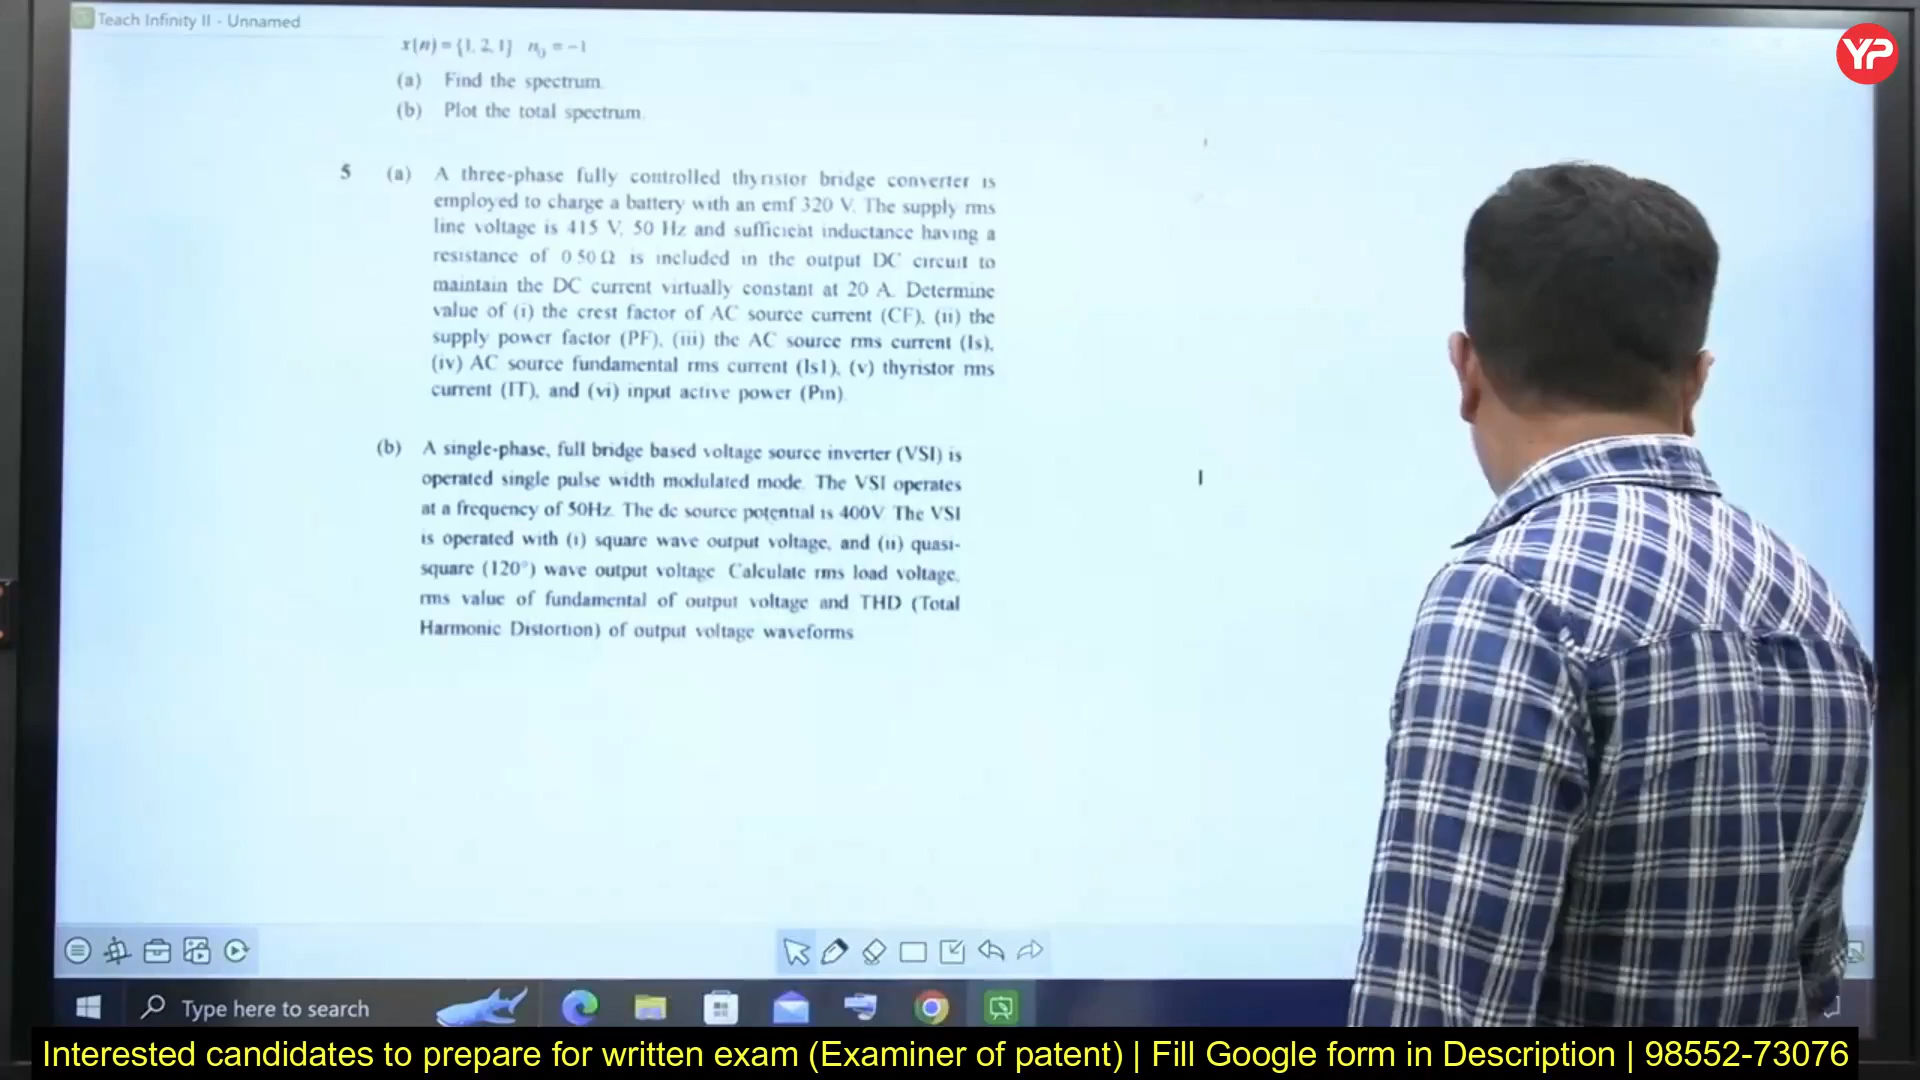 Teach Infinity II - Unnamed
YP
x(n) = {1, 2, 1} n₀ = −1
(a) Find the spectrum.
(b) Plot the total spectrum.
5 (a) A three-phase fully controlled thyristor bridge converter is
employed to charge a battery with an emf 320 V. The supply rms
line voltage is 415 V, 50 Hz and sufficient inductance having a
resistance of 0.50 Ω is included in the output DC circuit to
maintain the DC current virtually constant at 20 A. Determine
value of (i) the crest factor of AC source current (CF), (ii) the
supply power factor (PF), (iii) the AC source rms current (Is),
(iv) AC source fundamental rms current (Is1), (v) thyristor rms
current (IT), and (vi) input active power (Pin).
(b) A single-phase, full bridge based voltage source inverter (VSI) is
operated single pulse width modulated mode. The VSI operates
at a frequency of 50Hz. The dc source potential is 400V. The VSI
is operated with (i) square wave output voltage, and (ii) quasi-
square (120°) wave output voltage. Calculate rms load voltage,
rms value of fundamental of output voltage and THD (Total
Harmonic Distortion) of output voltage waveforms
Type here to search
Interested candidates to prepare for written exam (Examiner of patent) | Fill Google form in Description | 98552-73076